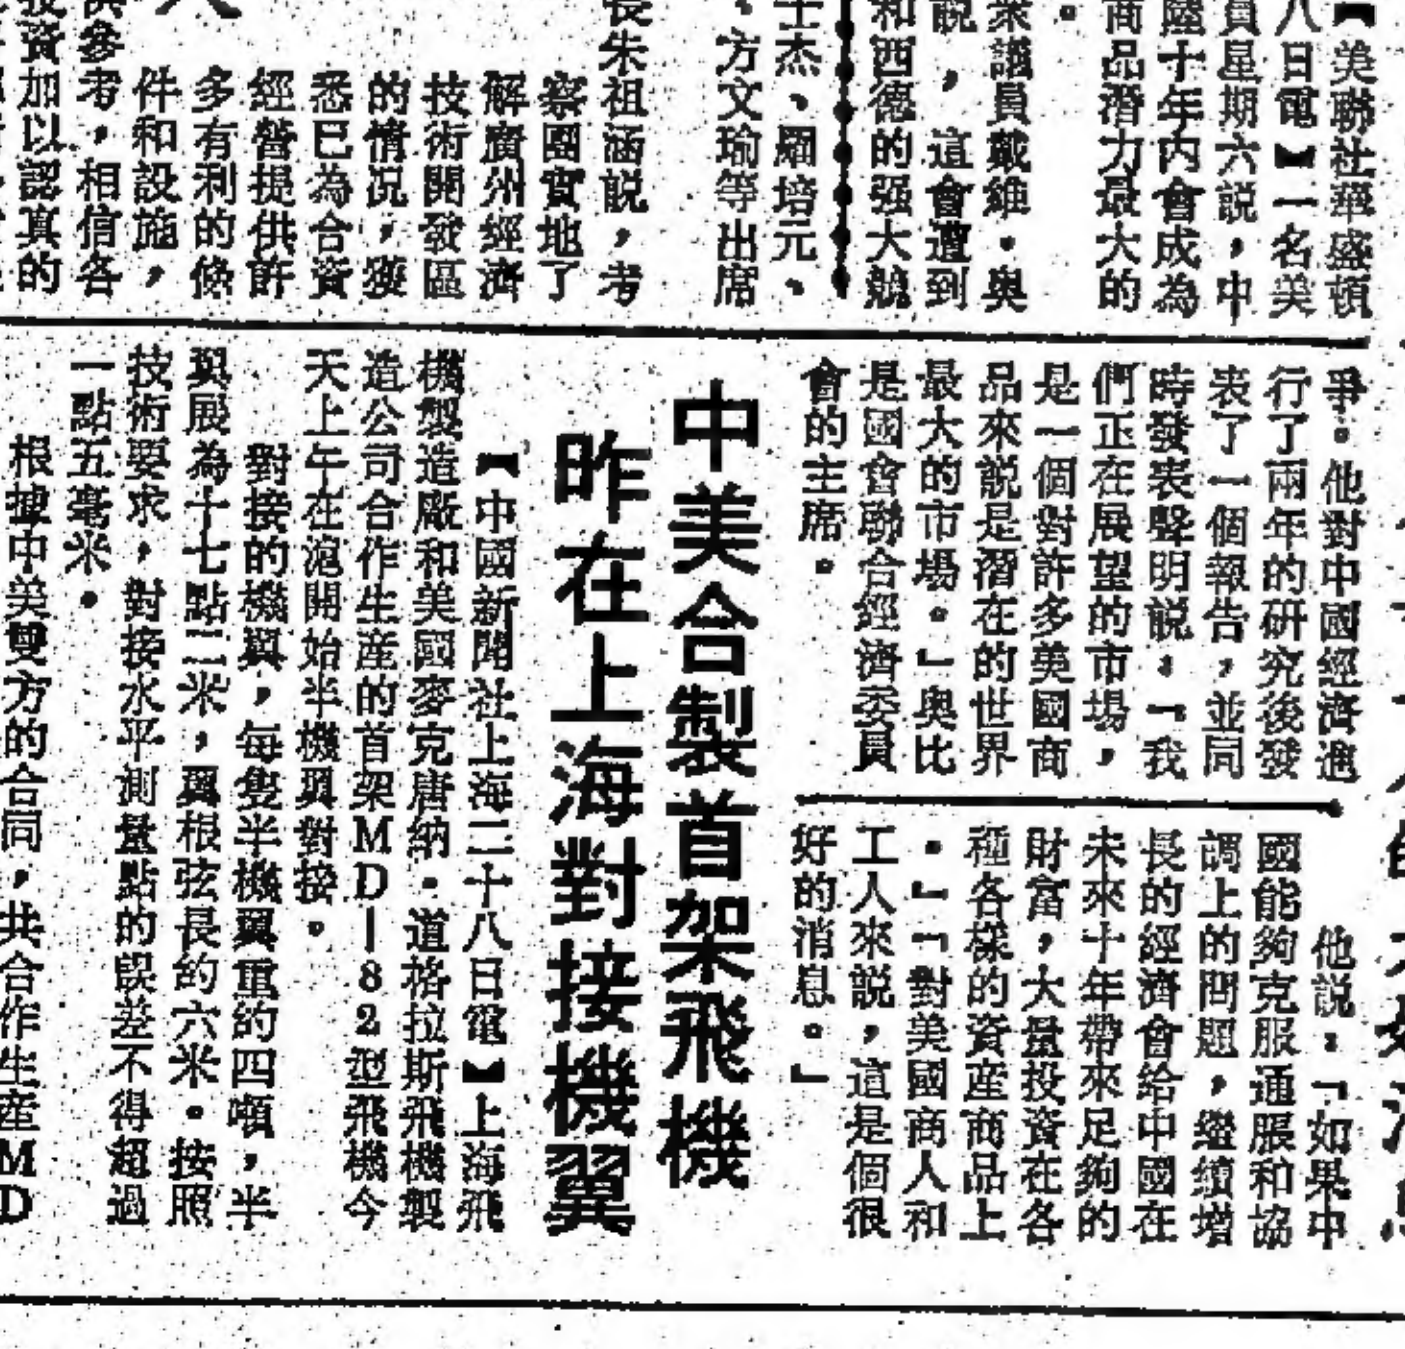 【美聯社華盛頓
八日電】一名美
員星期六説，中
陸十年内會成為
商品潛力最大的
。
衆議員戴維·奥
説，這會遭到
和西德的强大競
爭。他對中國經濟進
行了兩年的研究後發
表了一個報告，並同
時發表聲明説：「我
們正在展望的市場，
是一個對許多美國商
品來説是潛在的世界
最大的市場。」奥比
是國會聯合經濟委員
會的主席。
他説：「如果中
國能夠克服通脹和協
調上的問題，繼續增
長的經濟會給中國在
未來十年帶來足夠的
財富，大量投資在各
種各樣的資産商品上
。」「對美國商人和
工人來説，這是個很
好的消息。」
士杰、羅培元、
、方文瑜等出席
長朱祖涵説，考
察團實地了
解廣州經濟
技術開發區
的情况，獲
悉已為合資
經營提供許
多有利的條
件和設施，
供參考，相信各
投資加以認真的
中美合製首架飛機
昨在上海對接機翼
【中國新聞社上海二十八日電】上海飛
機製造廠和美國麥克唐納·道格拉斯飛機製
造公司合作生産的首架MD—82型飛機今
天上午在滬開始半機翼對接。
對接的機翼，每隻半機翼重約四噸，半
翼展為十七點二米，翼根弦長約六米。按照
技術要求，對接水平測量點的誤差不得超過
一點五毫米。
根據中美雙方的合同，共合作生産MD